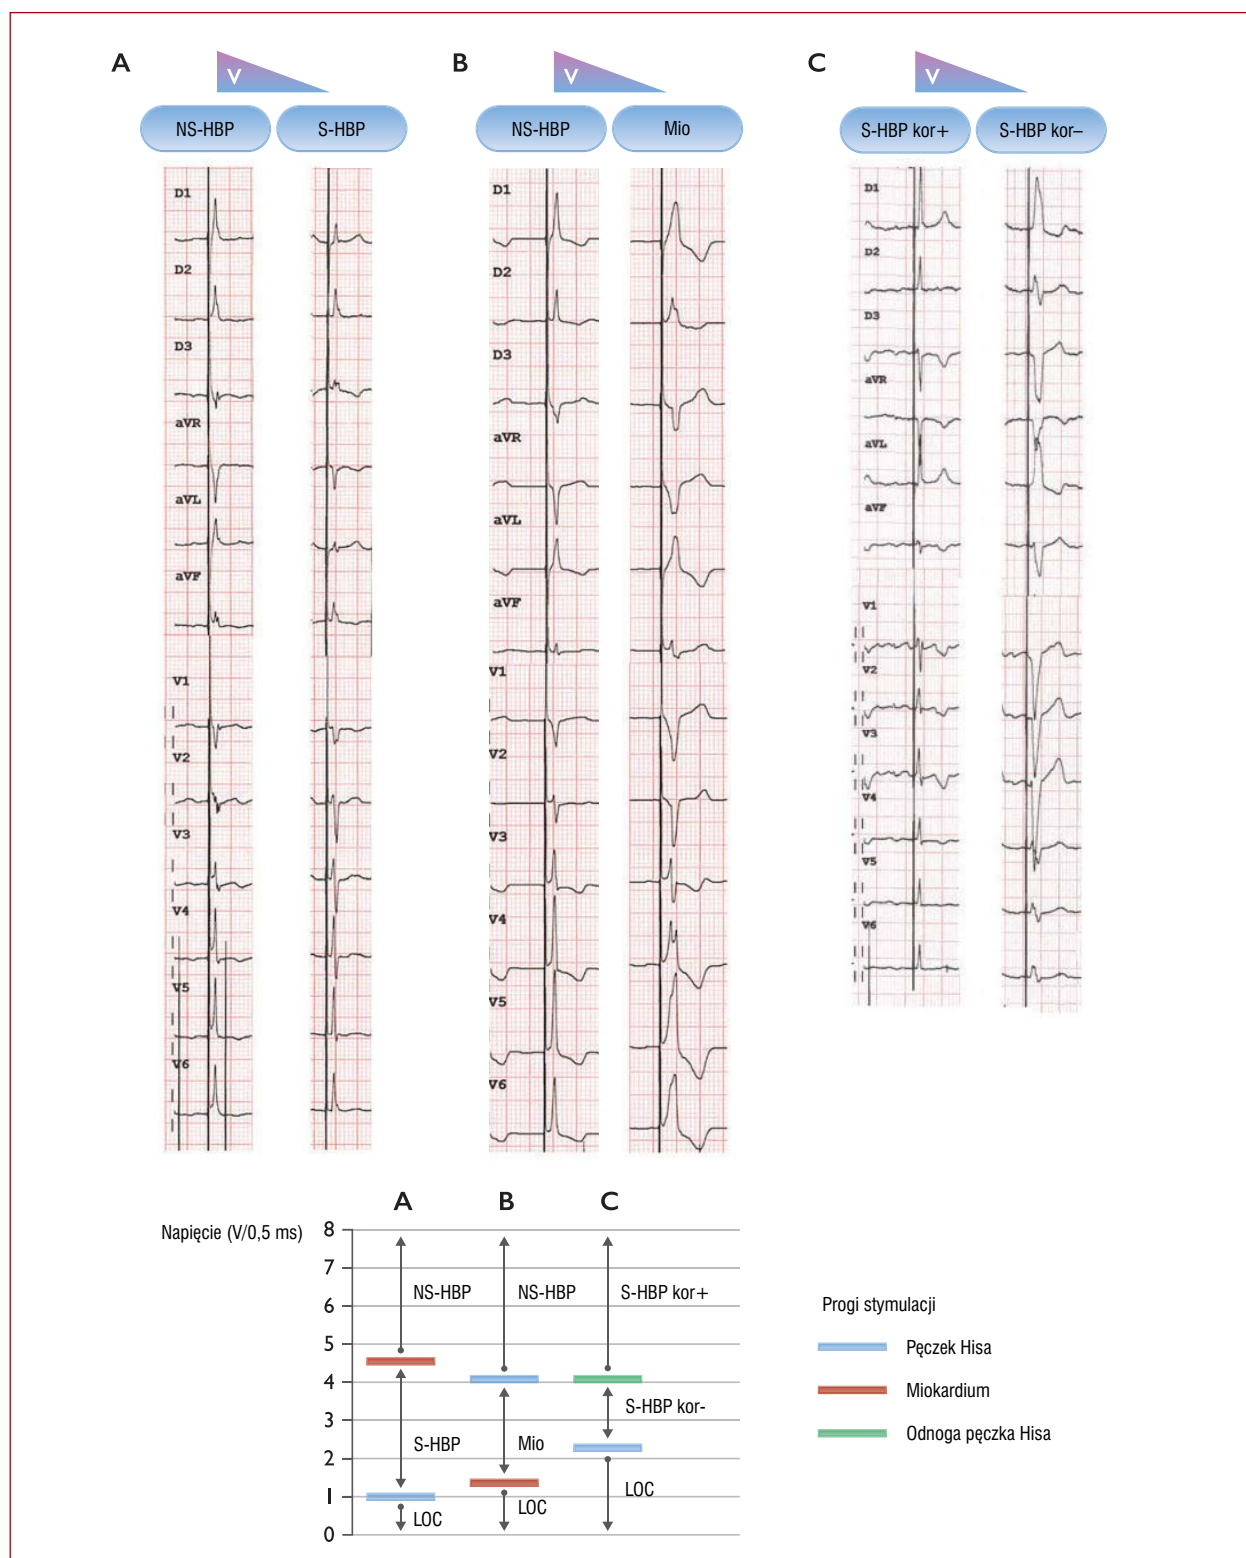 A
B
C
V
V
V
NS-HBP
S-HBP
NS-HBP
Mio
S-HBP kor+
S-HBP kor–
D1
D2
D3
aVR
aVL
aVF
V1
V2
V3
V4
V5
V6
D1
D2
D3
aVR
aVL
aVF
V1
V2
V3
V4
V5
V6
D1
D2
D3
aVR
aVL
aVF
V1
V2
V3
V4
V5
V6
A
B
C
Napięcie (V/0,5 ms)
8
7
6
5
4
3
2
1
0
NS-HBP
NS-HBP
S-HBP kor+
S-HBP kor-
S-HBP
Mio
LOC
LOC
LOC
Progi stymulacji
Pęczek Hisa
Miokardium
Odnoga pęczka Hisa